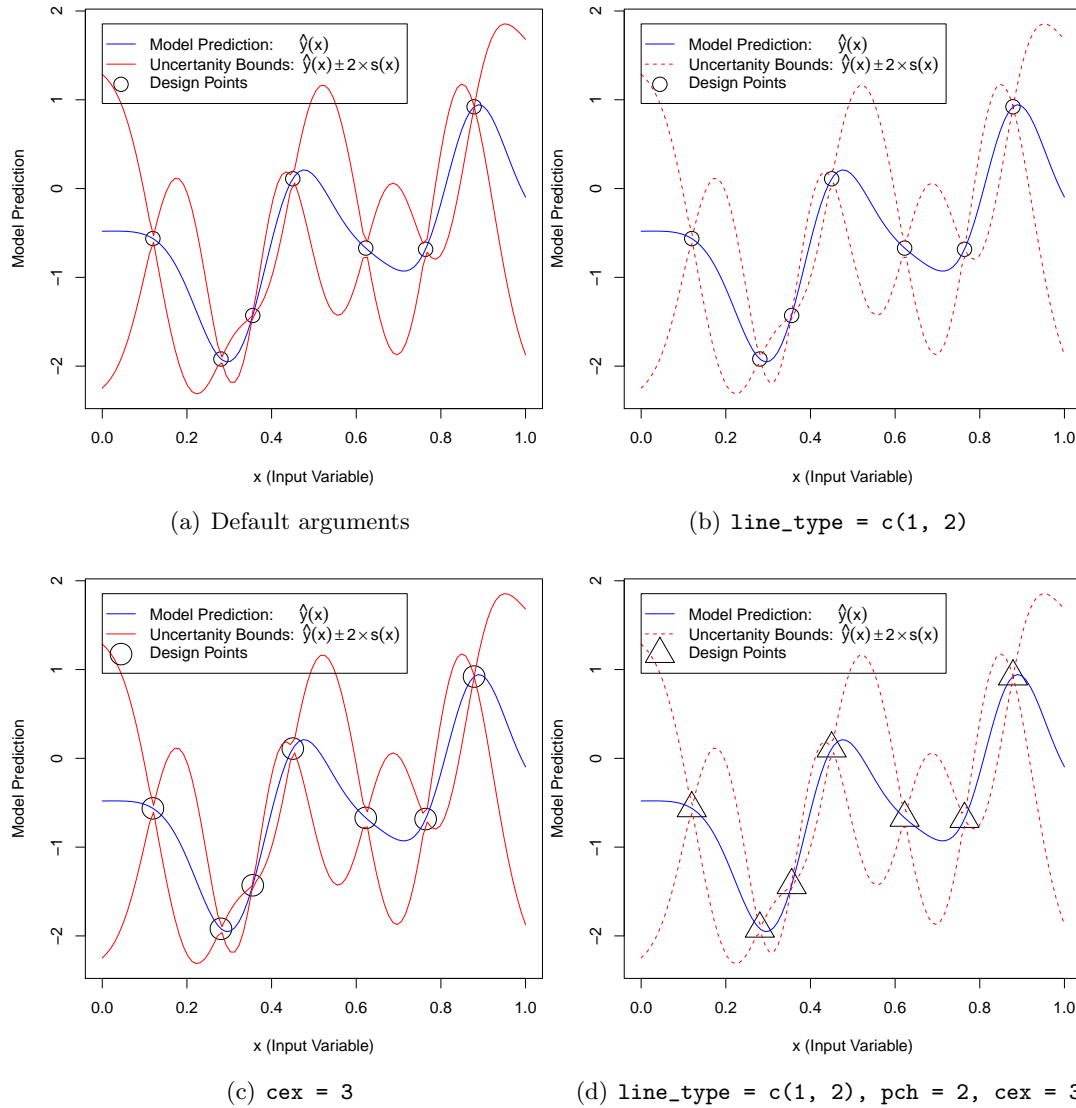 2
1
0
−1
−2
Model Prediction
Model Prediction: ŷ(x)
Uncertanity Bounds: ŷ(x) ± 2 × s(x)
Design Points
0.0 0.2 0.4 0.6 0.8 1.0
x (Input Variable)
(a) Default arguments
2
1
0
−1
−2
Model Prediction
Model Prediction: ŷ(x)
Uncertanity Bounds: ŷ(x) ± 2 × s(x)
Design Points
0.0 0.2 0.4 0.6 0.8 1.0
x (Input Variable)
(b) line_type = c(1, 2)
2
1
0
−1
−2
Model Prediction
Model Prediction: ŷ(x)
Uncertanity Bounds: ŷ(x) ± 2 × s(x)
Design Points
0.0 0.2 0.4 0.6 0.8 1.0
x (Input Variable)
(c) cex = 3
2
1
0
−1
−2
Model Prediction
Model Prediction: ŷ(x)
Uncertanity Bounds: ŷ(x) ± 2 × s(x)
Design Points
0.0 0.2 0.4 0.6 0.8 1.0
x (Input Variable)
(d) line_type = c(1, 2), pch = 2, cex = 3